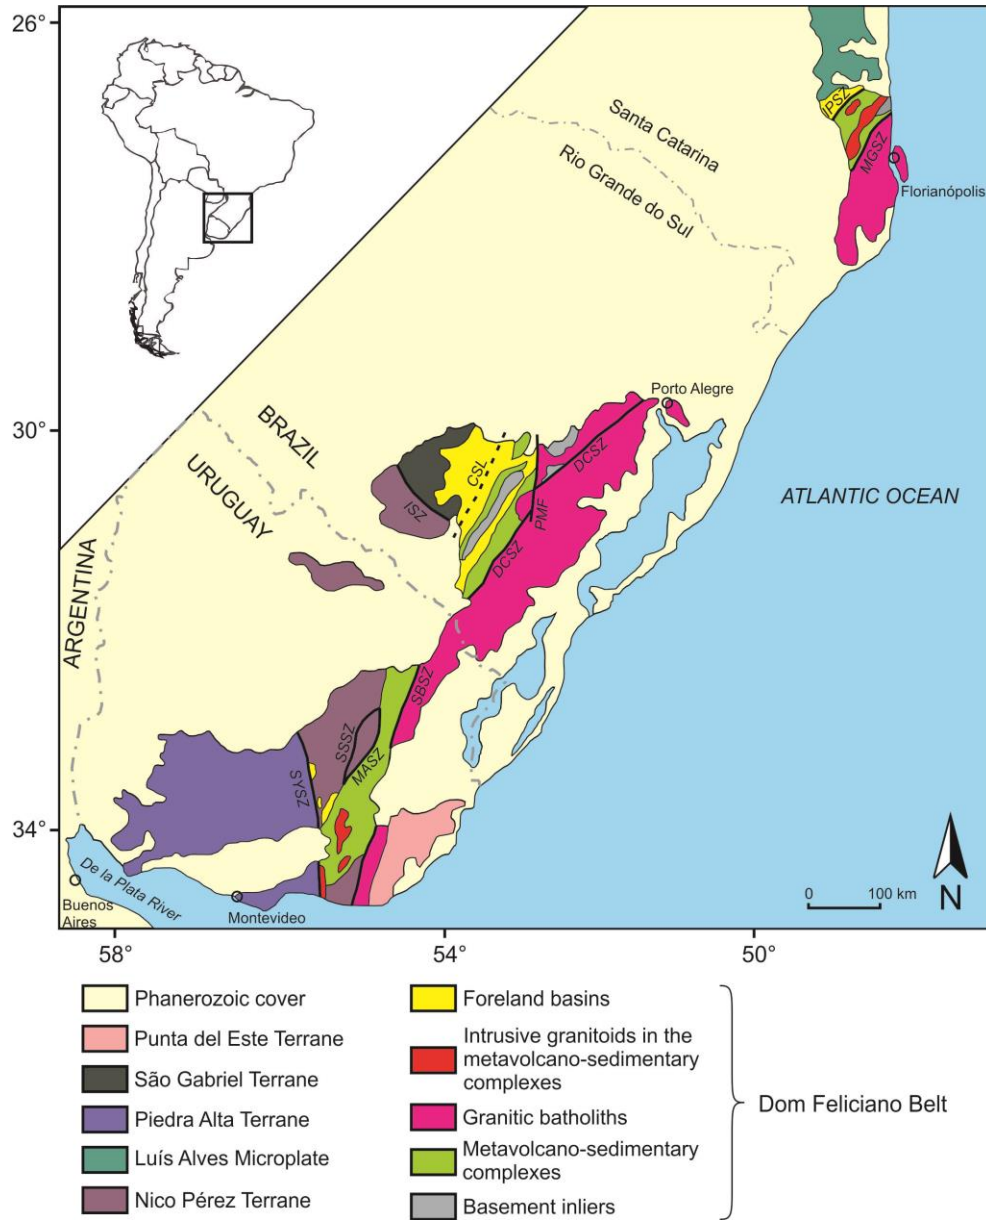 26°
Santa Catarina
Rio Grande do Sul
IPSZ
MGSZ
Florianópolis
30°
BRAZIL
URUGUAY
ARGENTINA
Porto Alegre
CSL
ISZ
DCSZ
PMF
DCSZ
ATLANTIC OCEAN
SBSZ
SSSZ
MASZ
SYSZ
34°
De la Plata River
Buenos
Aires
Montevideo
0 100 km
N
58°
54°
50°
Phanerozoic cover
Punta del Este Terrane
São Gabriel Terrane
Piedra Alta Terrane
Luís Alves Microplate
Nico Pérez Terrane
Foreland basins
Intrusive granitoids in the
metavolcano-sedimentary
complexes
Granitic batholiths
Metavolcano-sedimentary
complexes
Basement inliers
Dom Feliciano Belt